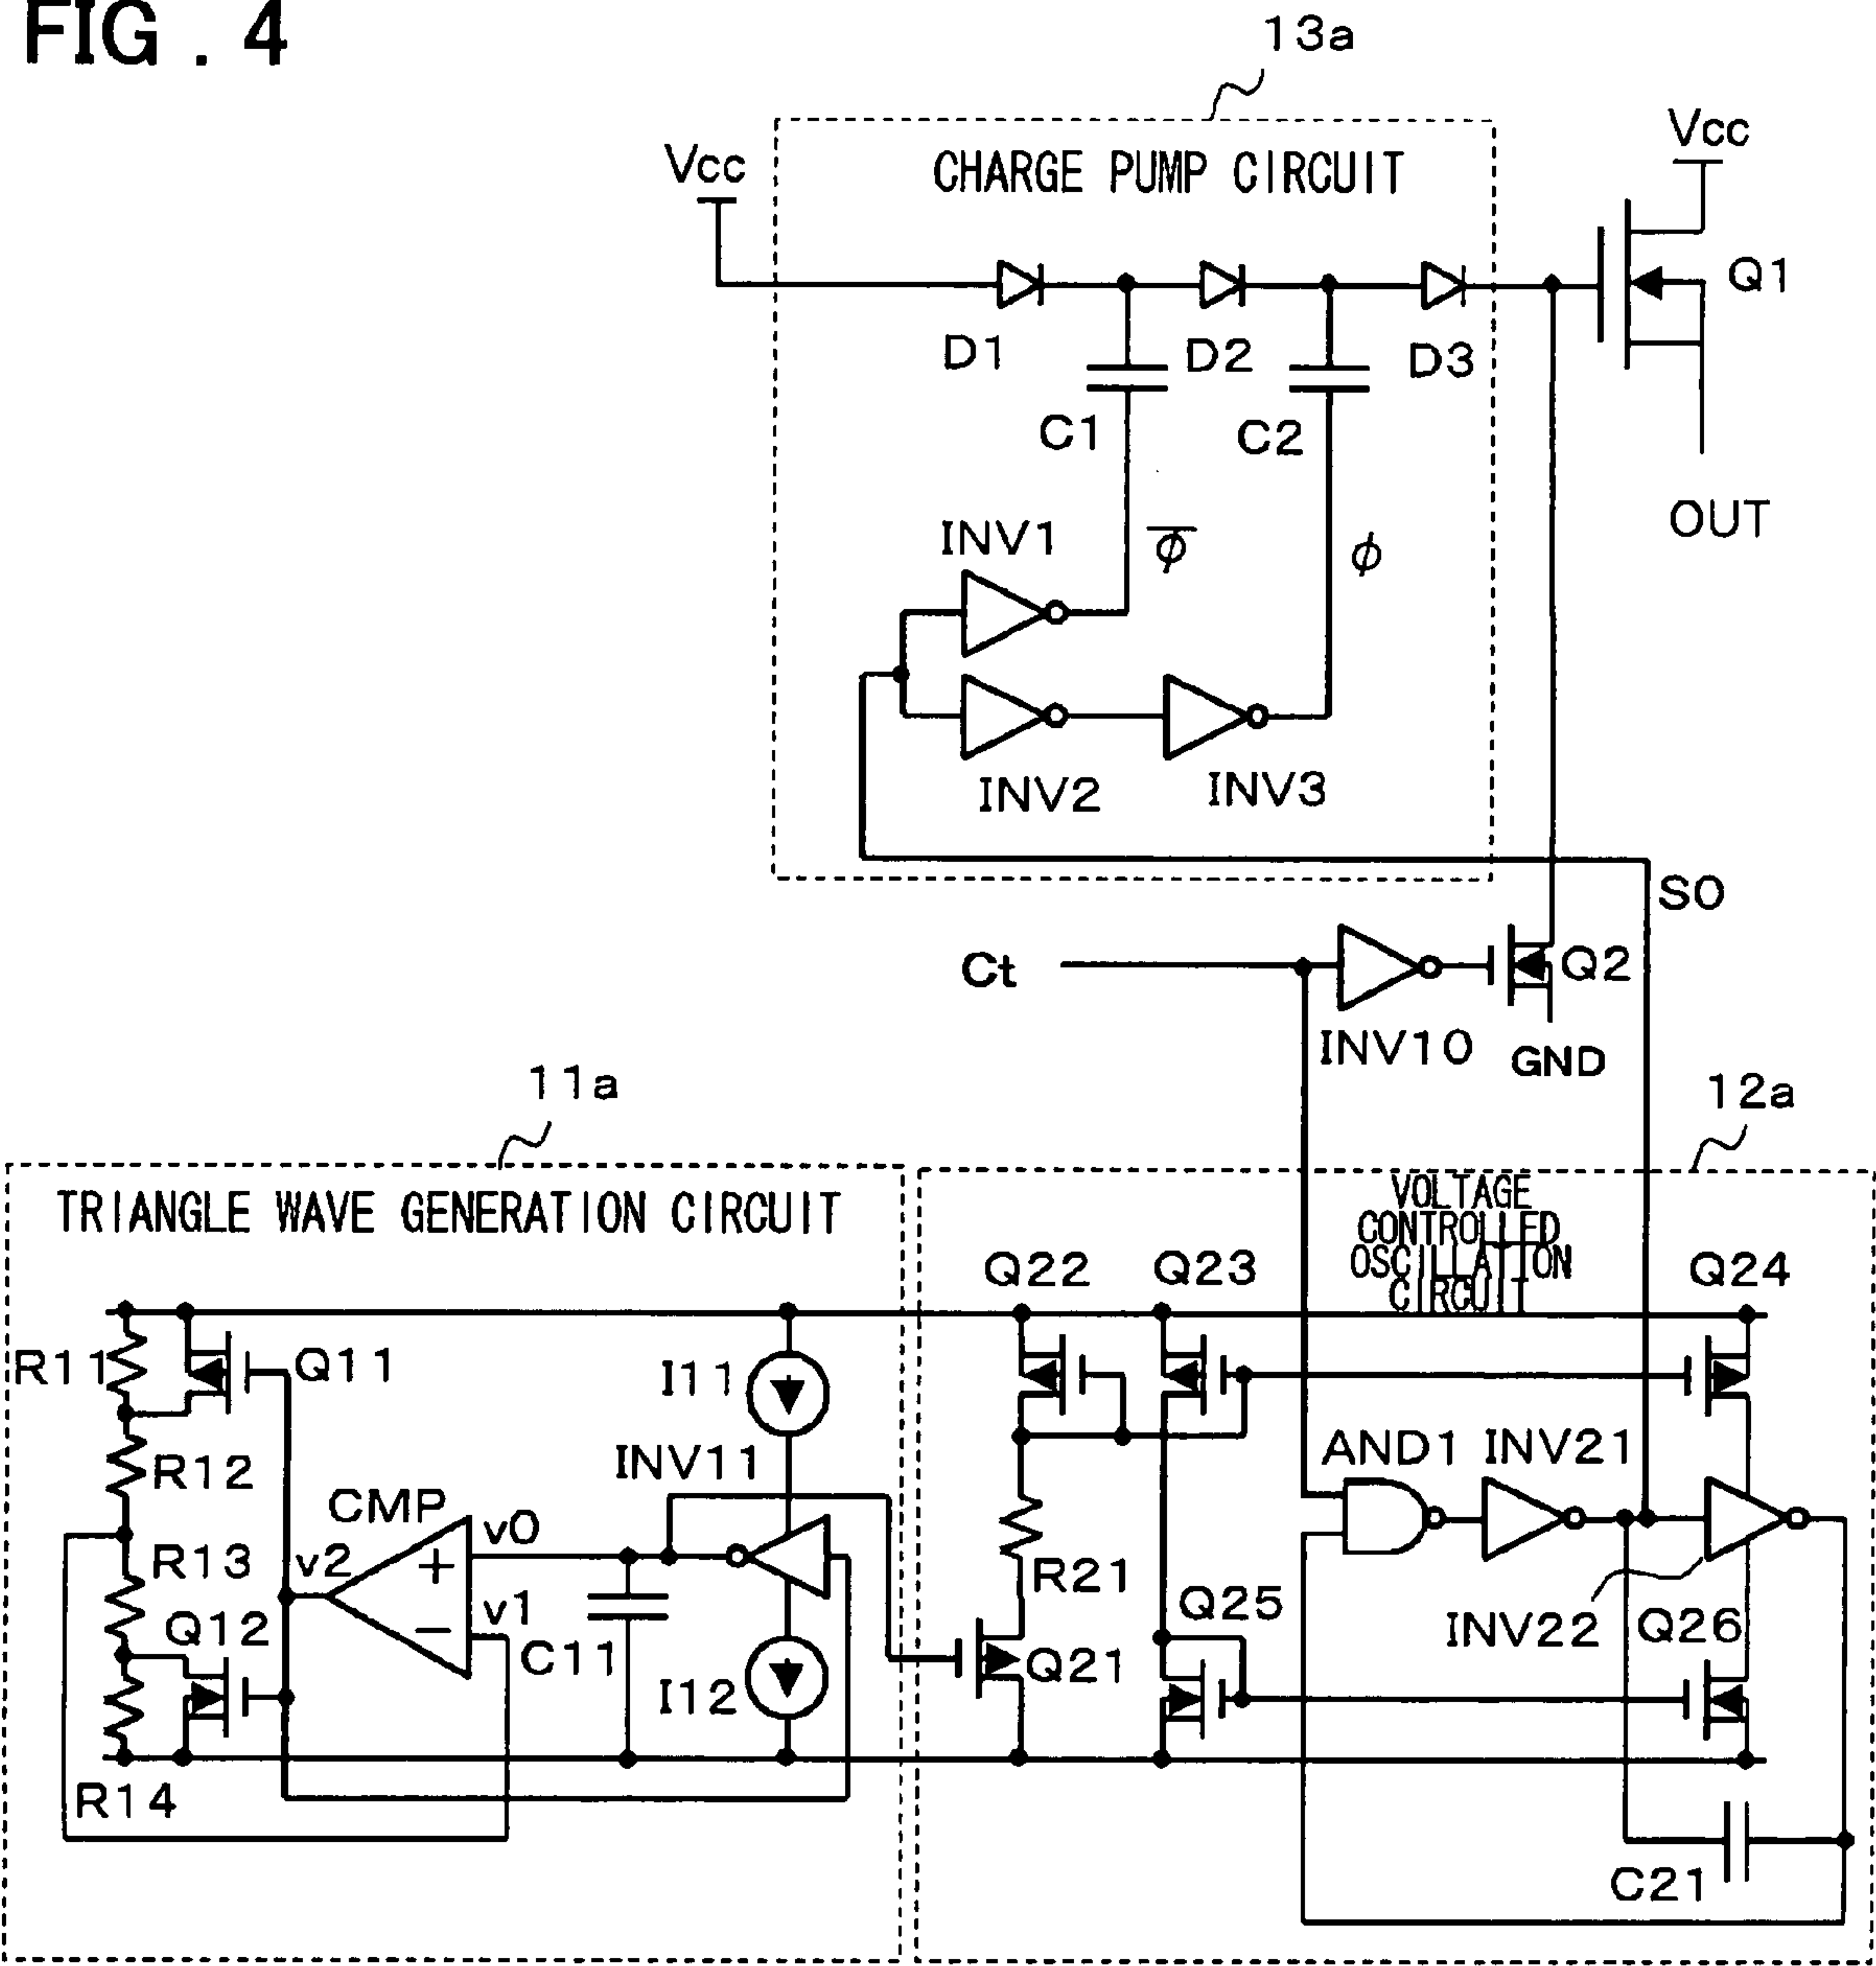 FIG . 4
13a
Vcc
Vcc
CHARGE PUMP CIRCUIT
Q1
D1
D2
D3
C1
C2
OUT
INV1
ϕ̅
ϕ
INV2
INV3
S0
Ct
Q2
INV10
GND
11a
12a
TRIANGLE WAVE GENERATION CIRCUIT
VOLTAGE
CONTROLLED
OSCILLATION
CIRCUIT
Q22
Q23
Q24
R11
Q11
I11
INV11
AND1
INV21
R12
CMP
v0
R13
v2
+
R21
v1
Q25
Q12
−
C11
INV22
Q26
I12
Q21
R14
C21